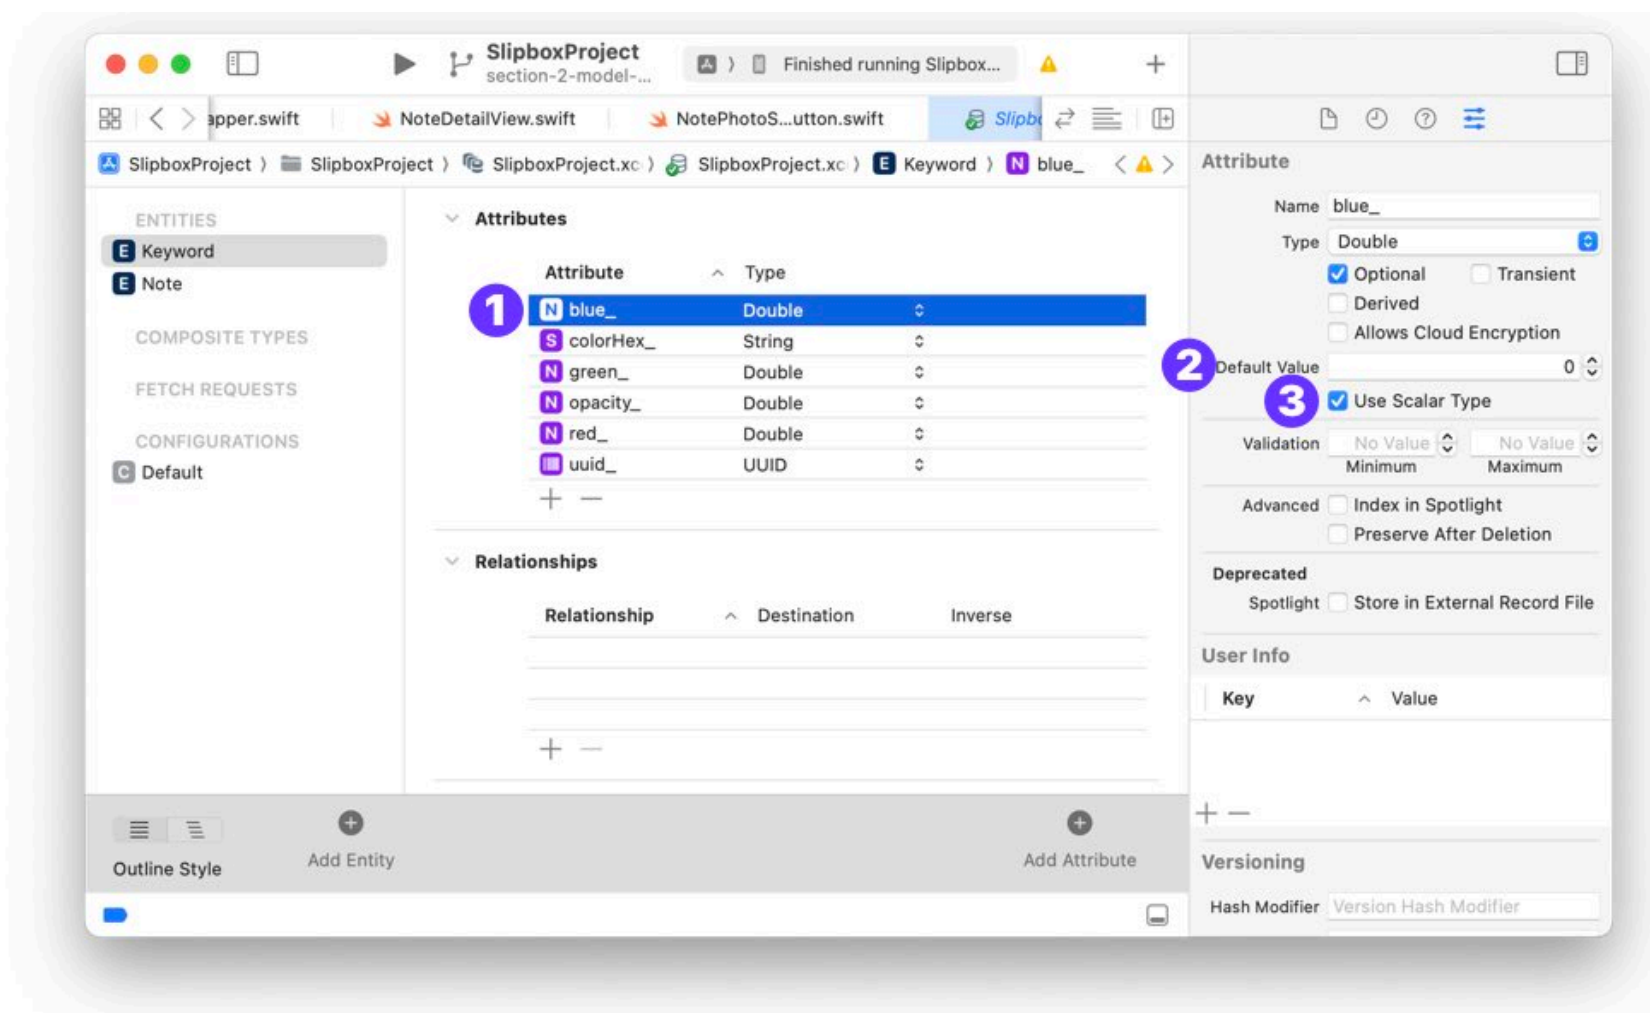 SlipboxProject
section-2-model-...
Finished running Slipbox...
apper.swift
NoteDetailView.swift
NotePhotoS...utton.swift
SlipboxProject
SlipboxProject
SlipboxProject.xc
SlipboxProject.xc
E Keyword
N blue_
ENTITIES
E Keyword
E Note
COMPOSITE TYPES
FETCH REQUESTS
CONFIGURATIONS
C Default
Attributes
Attribute Type
1
N blue_ Double
S colorHex_ String
N green_ Double
N opacity_ Double
N red_ Double
uuid_ UUID
Relationships
Relationship Destination Inverse
Outline Style
Add Entity
Add Attribute
Attribute
Name blue_
Type Double
Optional Transient
Derived
Allows Cloud Encryption
2 Default Value 0
3 Use Scalar Type
Validation No Value No Value
Minimum Maximum
Advanced Index in Spotlight
Preserve After Deletion
Deprecated
Spotlight Store in External Record File
User Info
Key Value
Versioning
Hash Modifier Version Hash Modifier